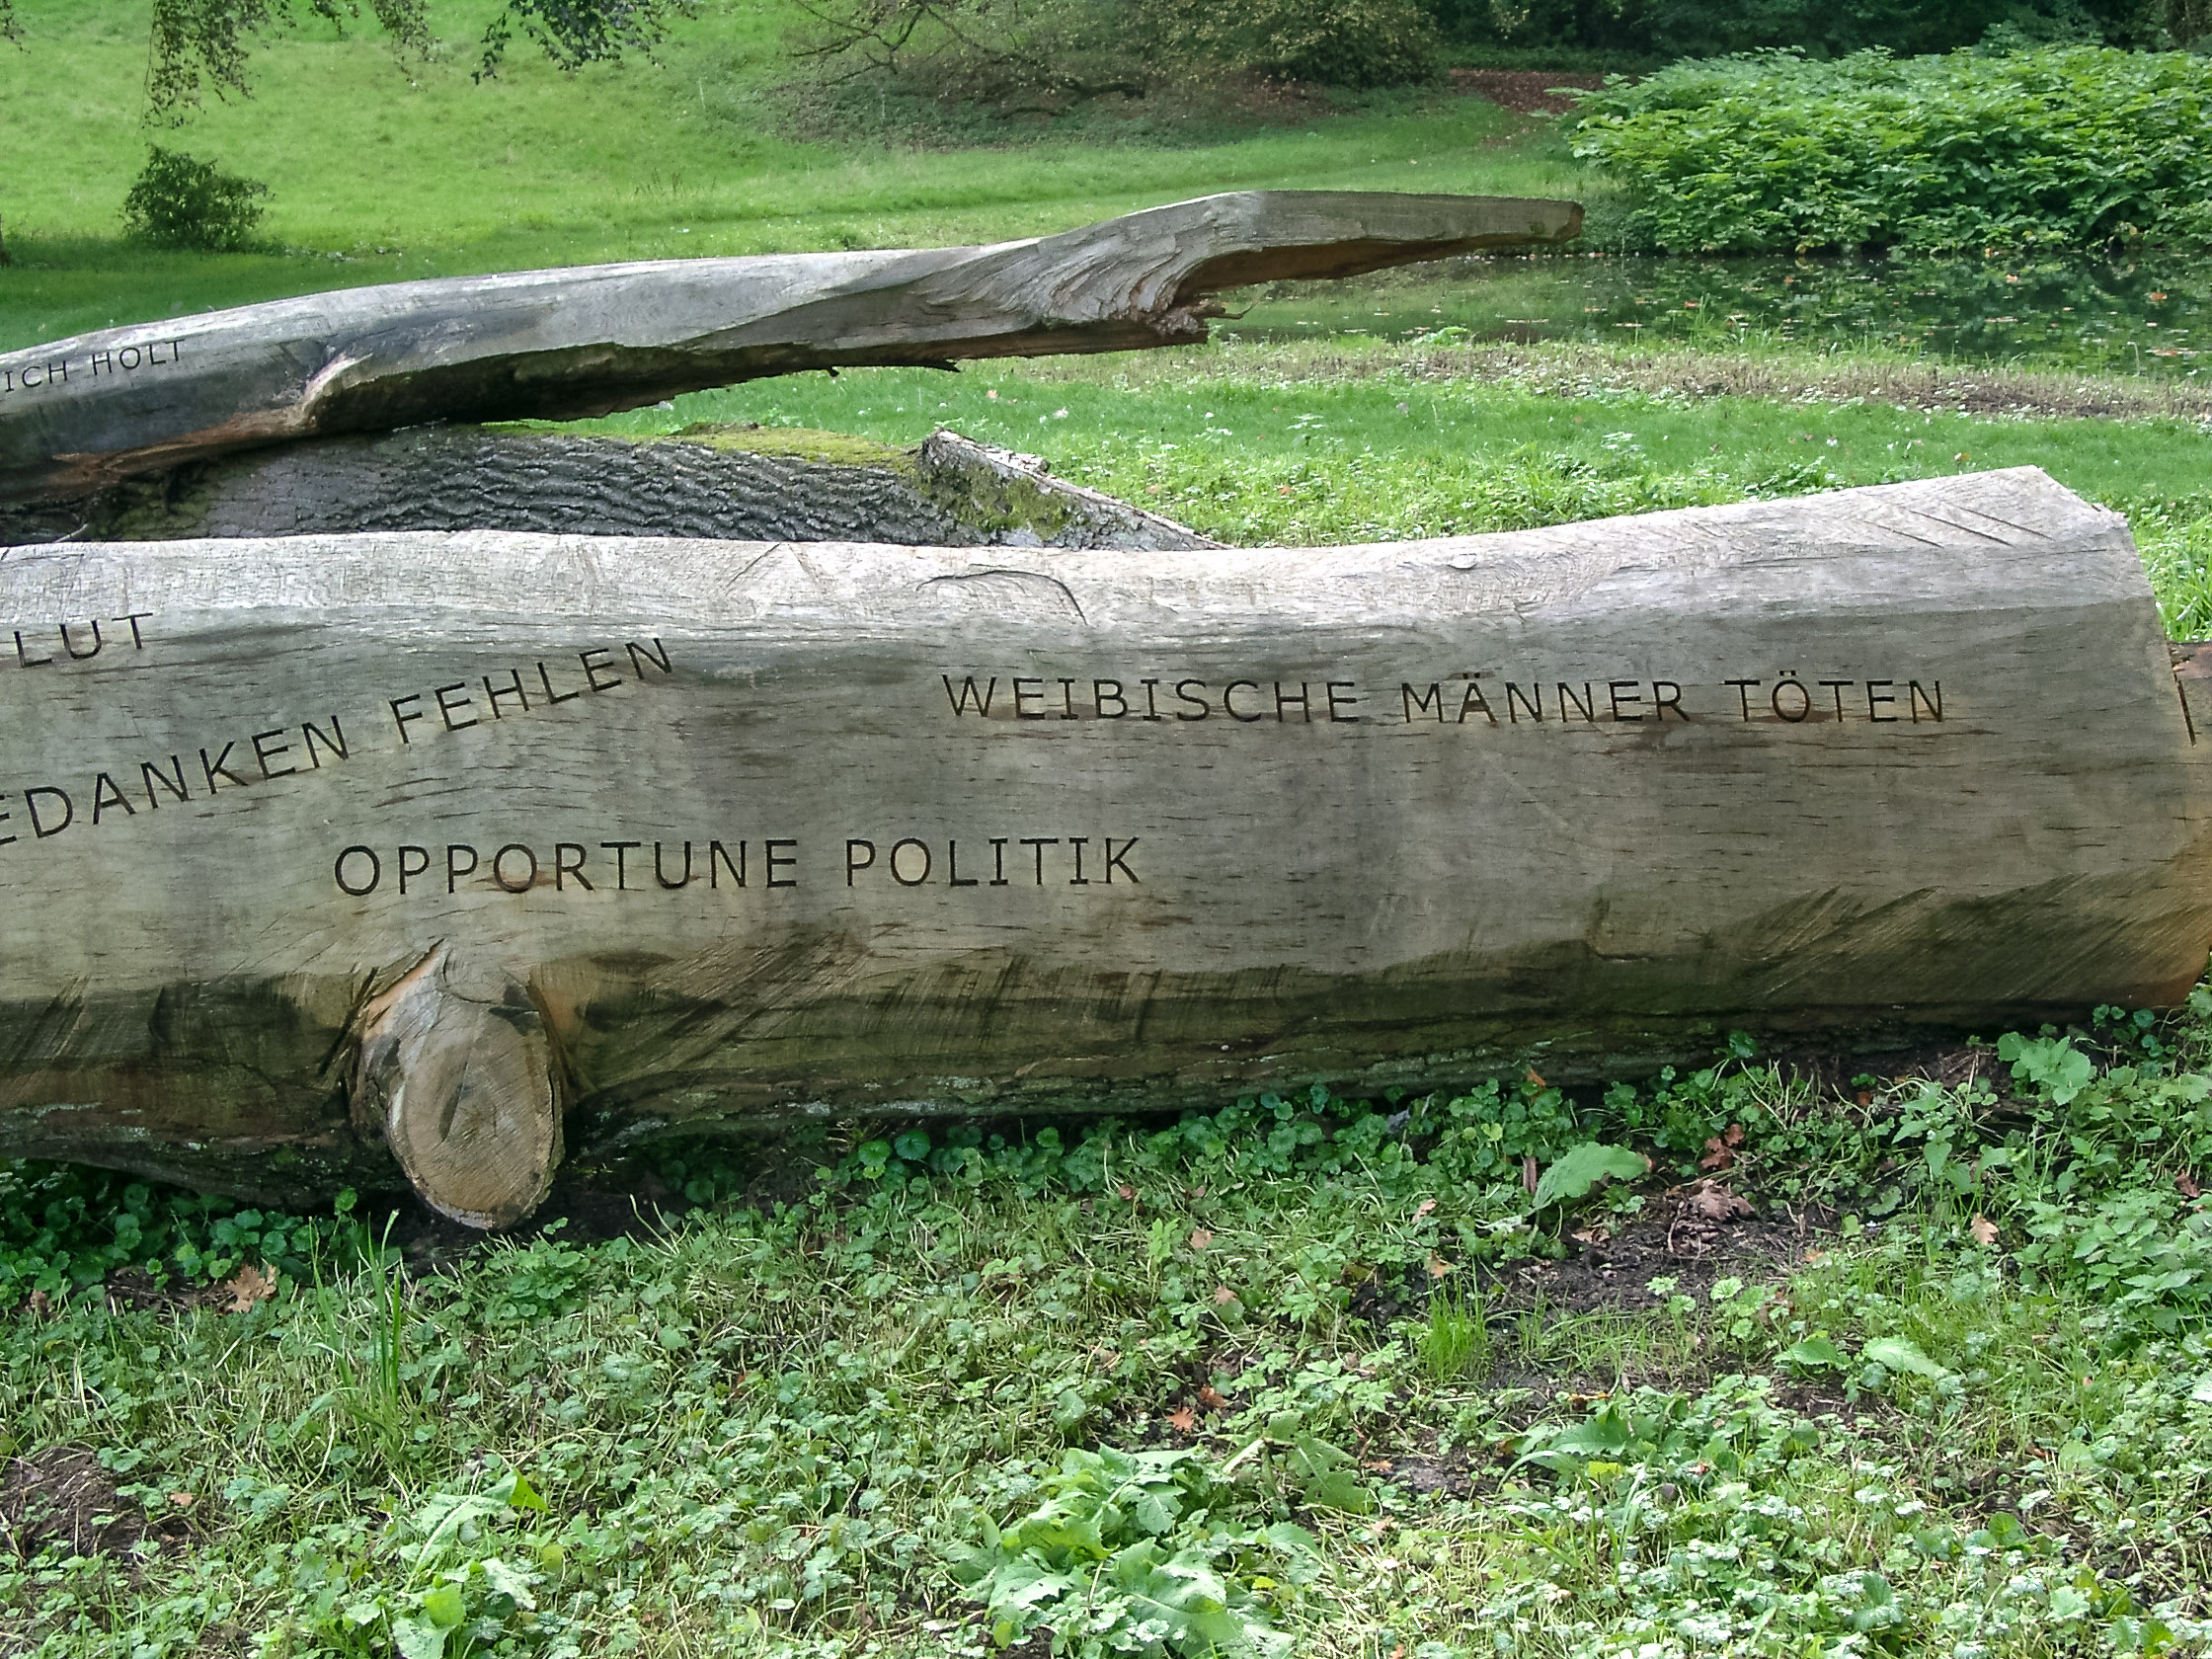 ICH HOLT
LUT
EDANKEN FEHLEN
WEIBISCHE MÄNNER TÖTEN
OPPORTUNE POLITIK